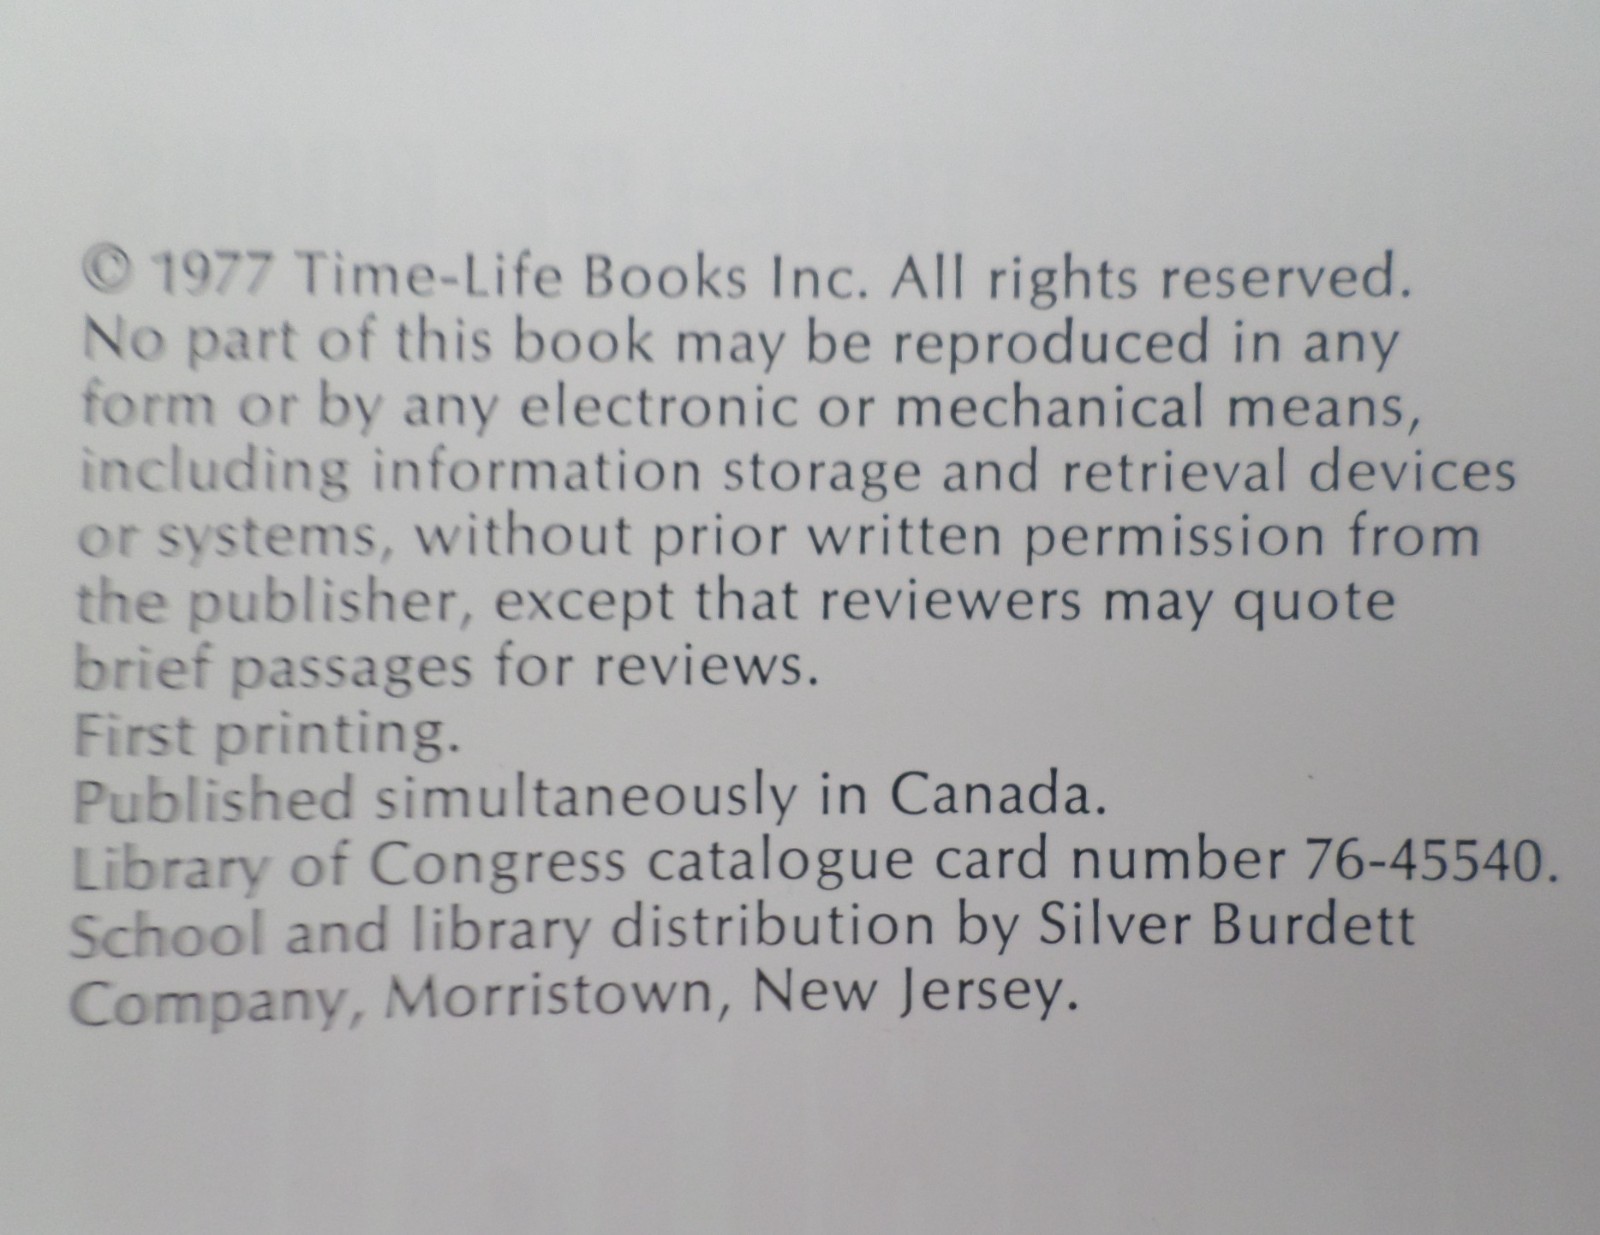 © 1977 Time-Life Books Inc. All rights reserved.
No part of this book may be reproduced in any
form or by any electronic or mechanical means,
including information storage and retrieval devices
or systems, without prior written permission from
the publisher, except that reviewers may quote
brief passages for reviews.
First printing.
Published simultaneously in Canada.
Library of Congress catalogue card number 76-45540.
School and library distribution by Silver Burdett
Company, Morristown, New Jersey.